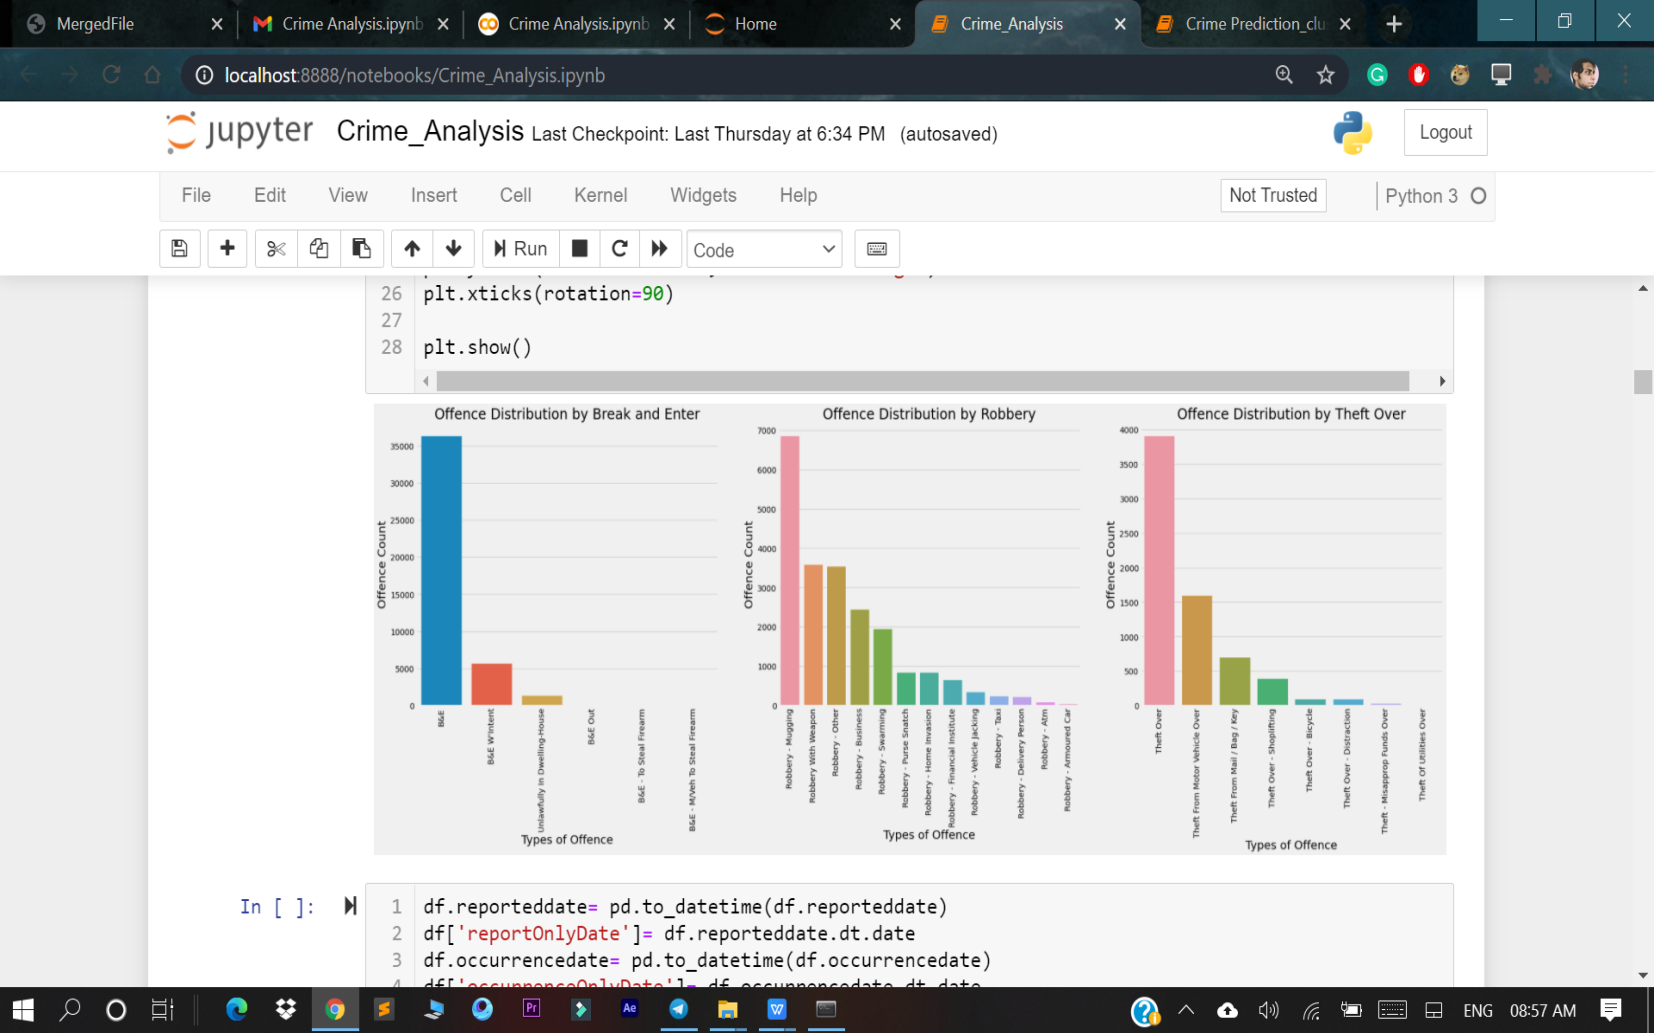 MergedFile
Crime Analysis.ipynb
Crime Analysis.ipynb
Home
Crime_Analysis
Crime Prediction_clu
localhost:8888/notebooks/Crime_Analysis.ipynb
jupyter Crime_Analysis Last Checkpoint: Last Thursday at 6:34 PM (autosaved)
Logout
File Edit View Insert Cell Kernel Widgets Help
Not Trusted
Python 3
Run
Code
26 plt.xticks(rotation=90)
27
28 plt.show()
Offence Distribution by Break and Enter
Offence Count
35000
30000
25000
20000
15000
10000
5000
0
B&E
B&E W'Intent
Unlawfully In Dwelling-House
B&E Out
B&E - To Steal Firearm
B&E - M/Veh To Steal Firearm
Types of Offence
Offence Distribution by Robbery
Offence Count
7000
6000
5000
4000
3000
2000
1000
0
Robbery - Mugging
Robbery With Weapon
Robbery - Other
Robbery - Business
Robbery - Swarming
Robbery - Purse Snatch
Robbery - Home Invasion
Robbery - Financial Institute
Robbery - Vehicle Jacking
Robbery - Taxi
Robbery - Delivery Person
Robbery - Atm
Robbery - Armoured Car
Types of Offence
Offence Distribution by Theft Over
Offence Count
4000
3500
3000
2500
2000
1500
1000
500
0
Theft Over
Theft From Motor Vehicle Over
Theft From Mail / Bag / Key
Theft Over - Shoplifting
Theft Over - Bicycle
Theft Over - Distraction
Theft - Misapprop Funds Over
Theft Of Utilities Over
Types of Offence
In [ ]:
1 df.reporteddate= pd.to_datetime(df.reporteddate)
2 df['reportOnlyDate']= df.reporteddate.dt.date
3 df.occurrencedate= pd.to_datetime(df.occurrencedate)
4 df['occurrenceOnlyDate']= df.occurrencedate.dt.date
Pr
Ae
ENG
08:57 AM